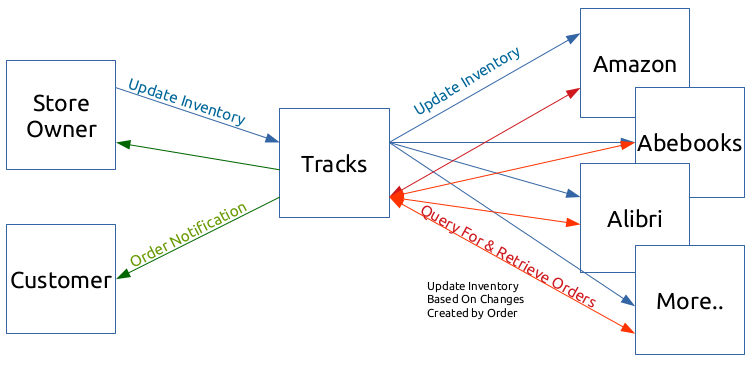 Store
Owner
Update Inventory
Order Notification
Customer
Tracks
Update Inventory
Amazon
Abebooks
Alibri
More..
Query For & Retrieve Orders
Update Inventory
Based On Changes
Created by Order